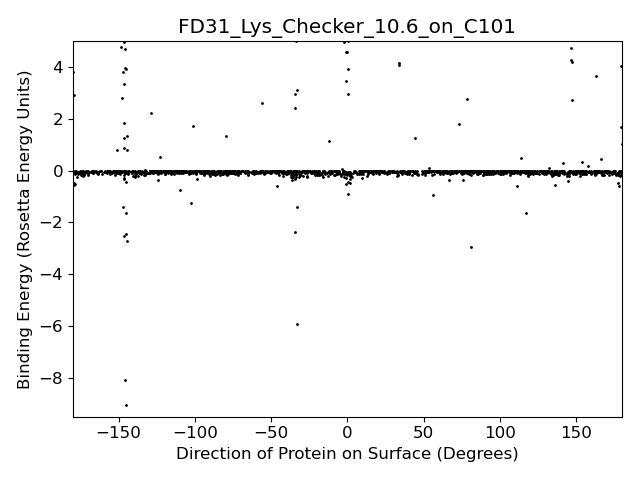 FD31_Lys_Checker_10.6_on_C101
Binding Energy (Rosetta Energy Units)
4
2
0
−2
−4
−6
−8
−150 −100 −50 0 50 100 150
Direction of Protein on Surface (Degrees)